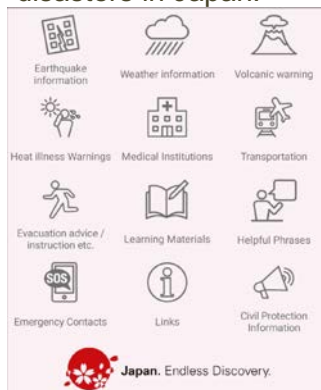 disasters in Japan.
Earthquake
information
Weather information
Volcanic warning
Heat illness Warnings
Medical Institutions
Transportation
Evacuation advice /
instruction etc.
Learning Materials
Helpful Phrases
SOS
Emergency Contacts
Links
Civil Protection
Information
Japan. Endless Discovery.